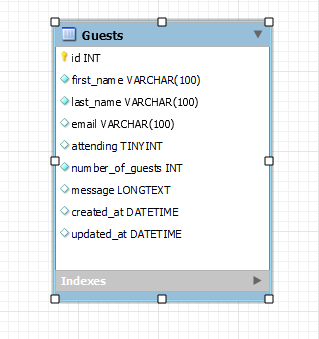 Guests
id INT
first_name VARCHAR(100)
last_name VARCHAR(100)
email VARCHAR(100)
attending TINYINT
number_of_guests INT
message LONGTEXT
created_at DATETIME
updated_at DATETIME
Indexes